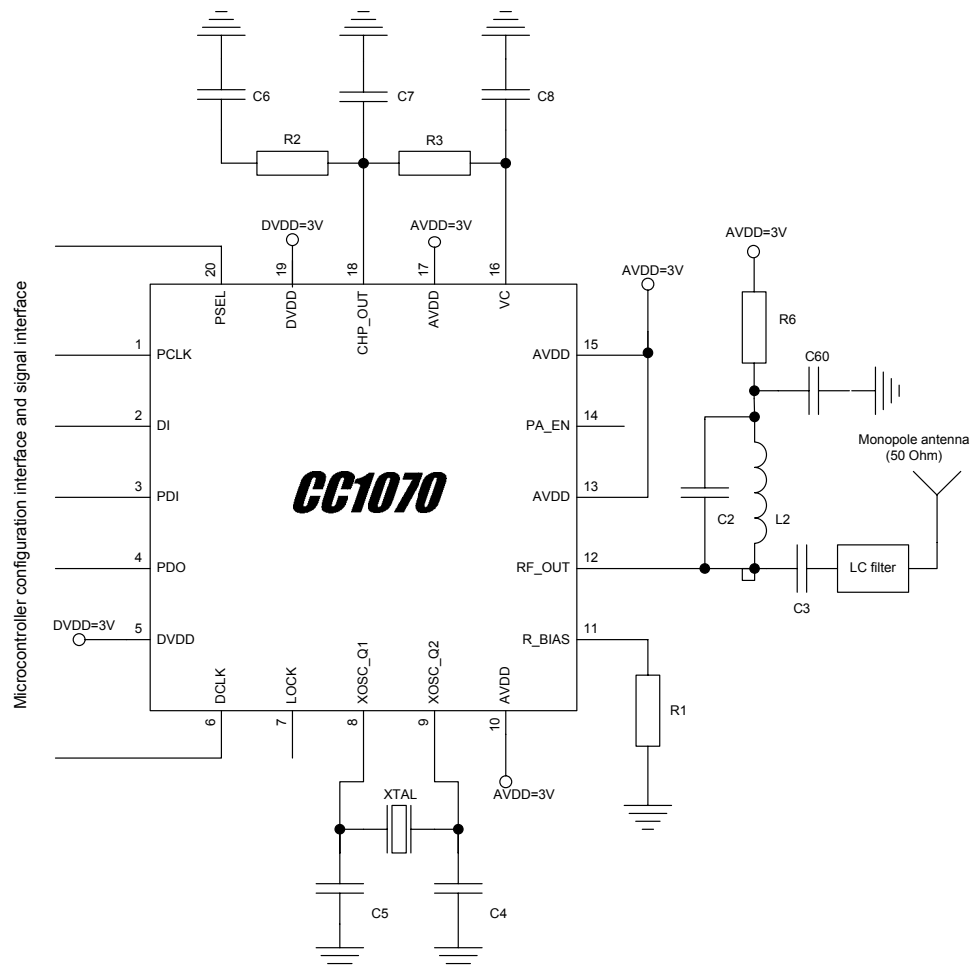 C6
C7
C8
R2
R3
DVDD=3V
AVDD=3V
20
19
18
17
16
PSEL
DVDD
CHP_OUT
AVDD
VC
AVDD=3V
AVDD=3V
R6
C60
Microcontroller configuration interface and signal interface
1
PCLK
AVDD
15
2
DI
PA_EN
14
Monopole antenna
(50 Ohm)
CC1070
3
PDI
AVDD
13
C2
L2
4
PDO
RF_OUT
12
LC filter
C3
DVDD=3V
5
DVDD
R_BIAS
11
DCLK
LOCK
XOSC_Q1
XOSC_Q2
AVDD
6
7
8
9
10
R1
XTAL
AVDD=3V
C5
C4